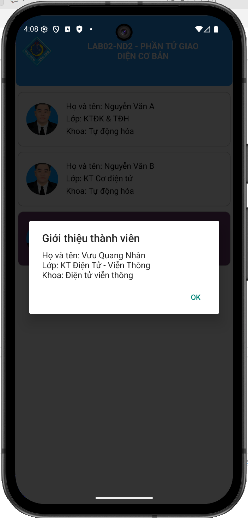 4:08
LAB02-ND2 - PHẦN TỬ GIAO
DIỆN CƠ BẢN
Họ và tên: Nguyễn Văn A
Lớp: KTĐK & TĐH
Khoa: Tự động hóa
Họ và tên: Nguyễn Văn B
Lớp: KT Cơ điện tử
Khoa: Tự động hóa
Giới thiệu thành viên
Họ và tên: Vưu Quang Nhân
Lớp: KT Điện Tử - Viễn Thông
Khoa: Điện tử viễn thông
OK